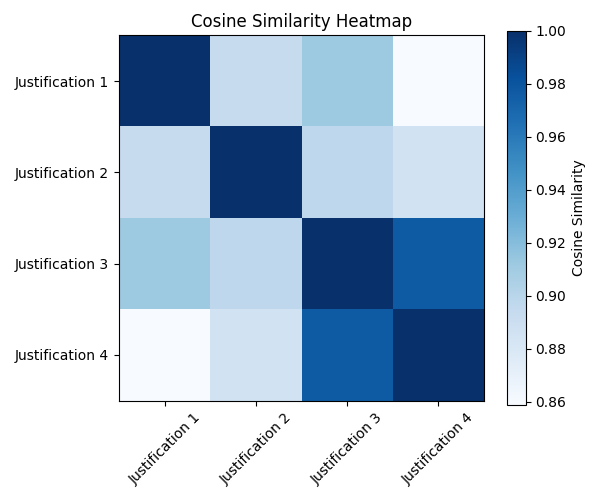 Cosine Similarity Heatmap
Justification 1
Justification 2
Justification 3
Justification 4
Justification 1
Justification 2
Justification 3
Justification 4
1.00
0.98
0.96
0.94
0.92
0.90
0.88
0.86
Cosine Similarity